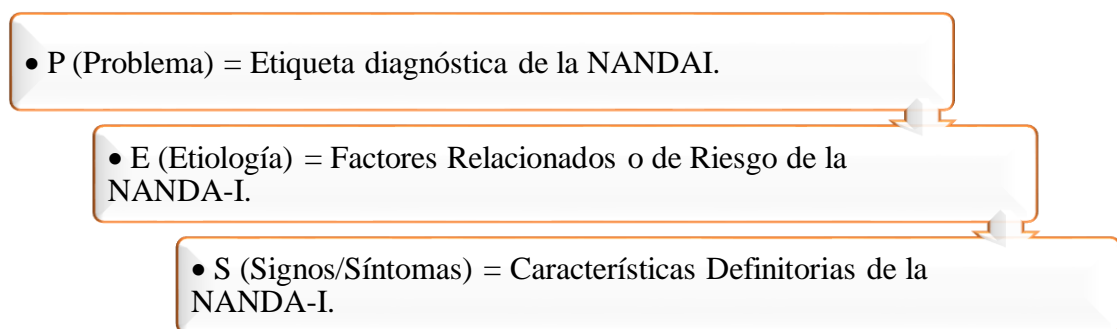 • P (Problema) = Etiqueta diagnóstica de la NANDAI.
• E (Etiología) = Factores Relacionados o de Riesgo de la
NANDA-I.
• S (Signos/Síntomas) = Características Definitorias de la
NANDA-I.